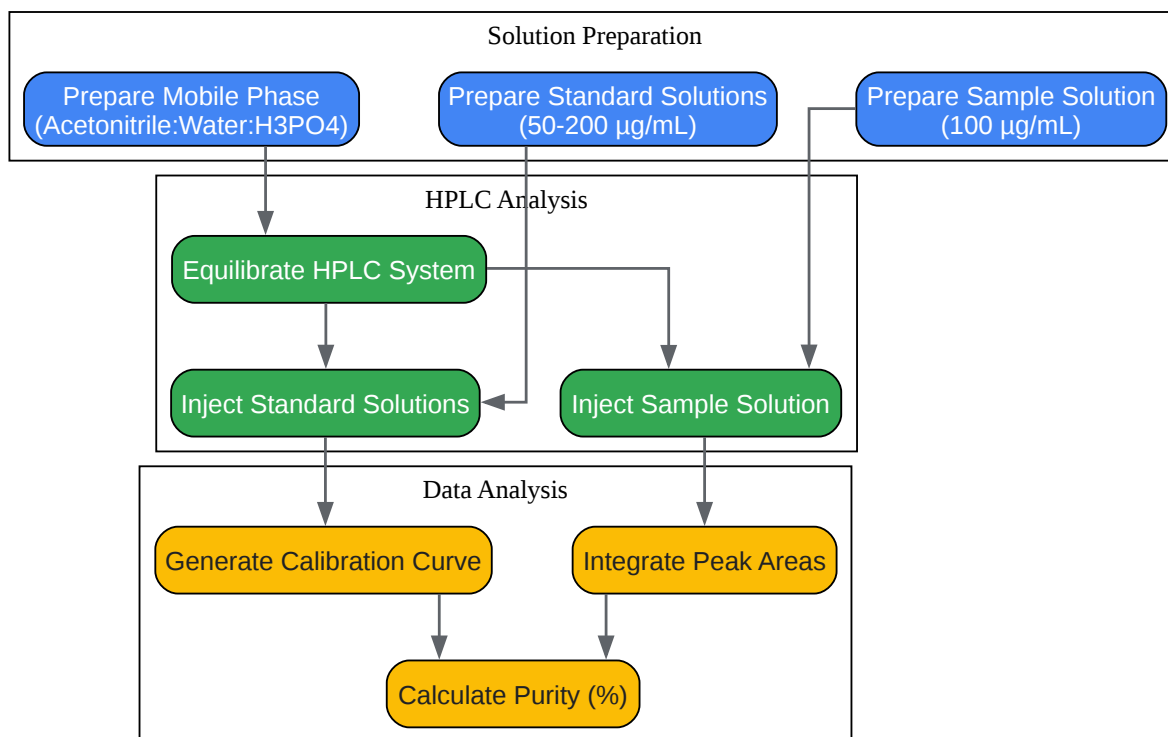 Solution Preparation
Prepare Mobile Phase
(Acetonitrile:Water:H3PO4)
Prepare Standard Solutions
(50-200 µg/mL)
Prepare Sample Solution
(100 µg/mL)
HPLC Analysis
Equilibrate HPLC System
Inject Standard Solutions
Inject Sample Solution
Data Analysis
Generate Calibration Curve
Integrate Peak Areas
Calculate Purity (%)